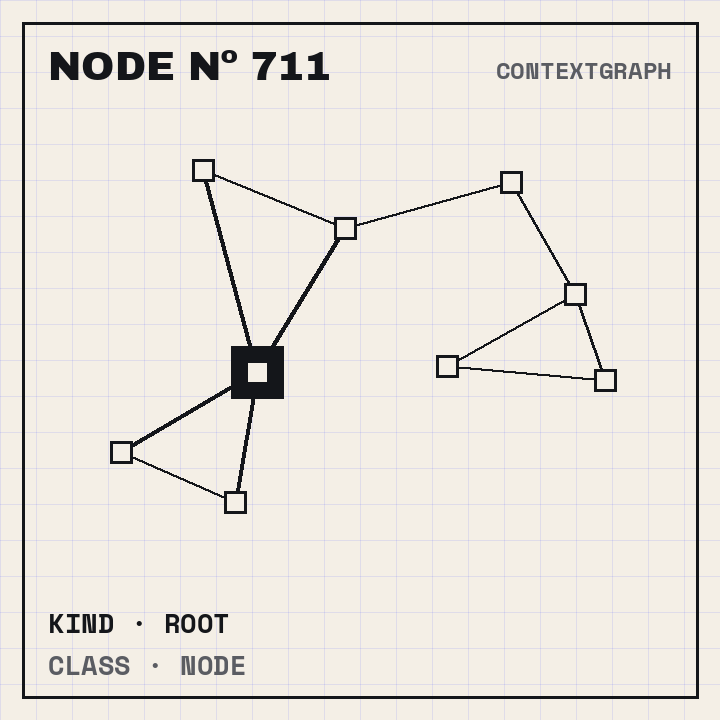 NODE Nº 711
CONTEXTGRAPH
KIND · ROOT
CLASS · NODE